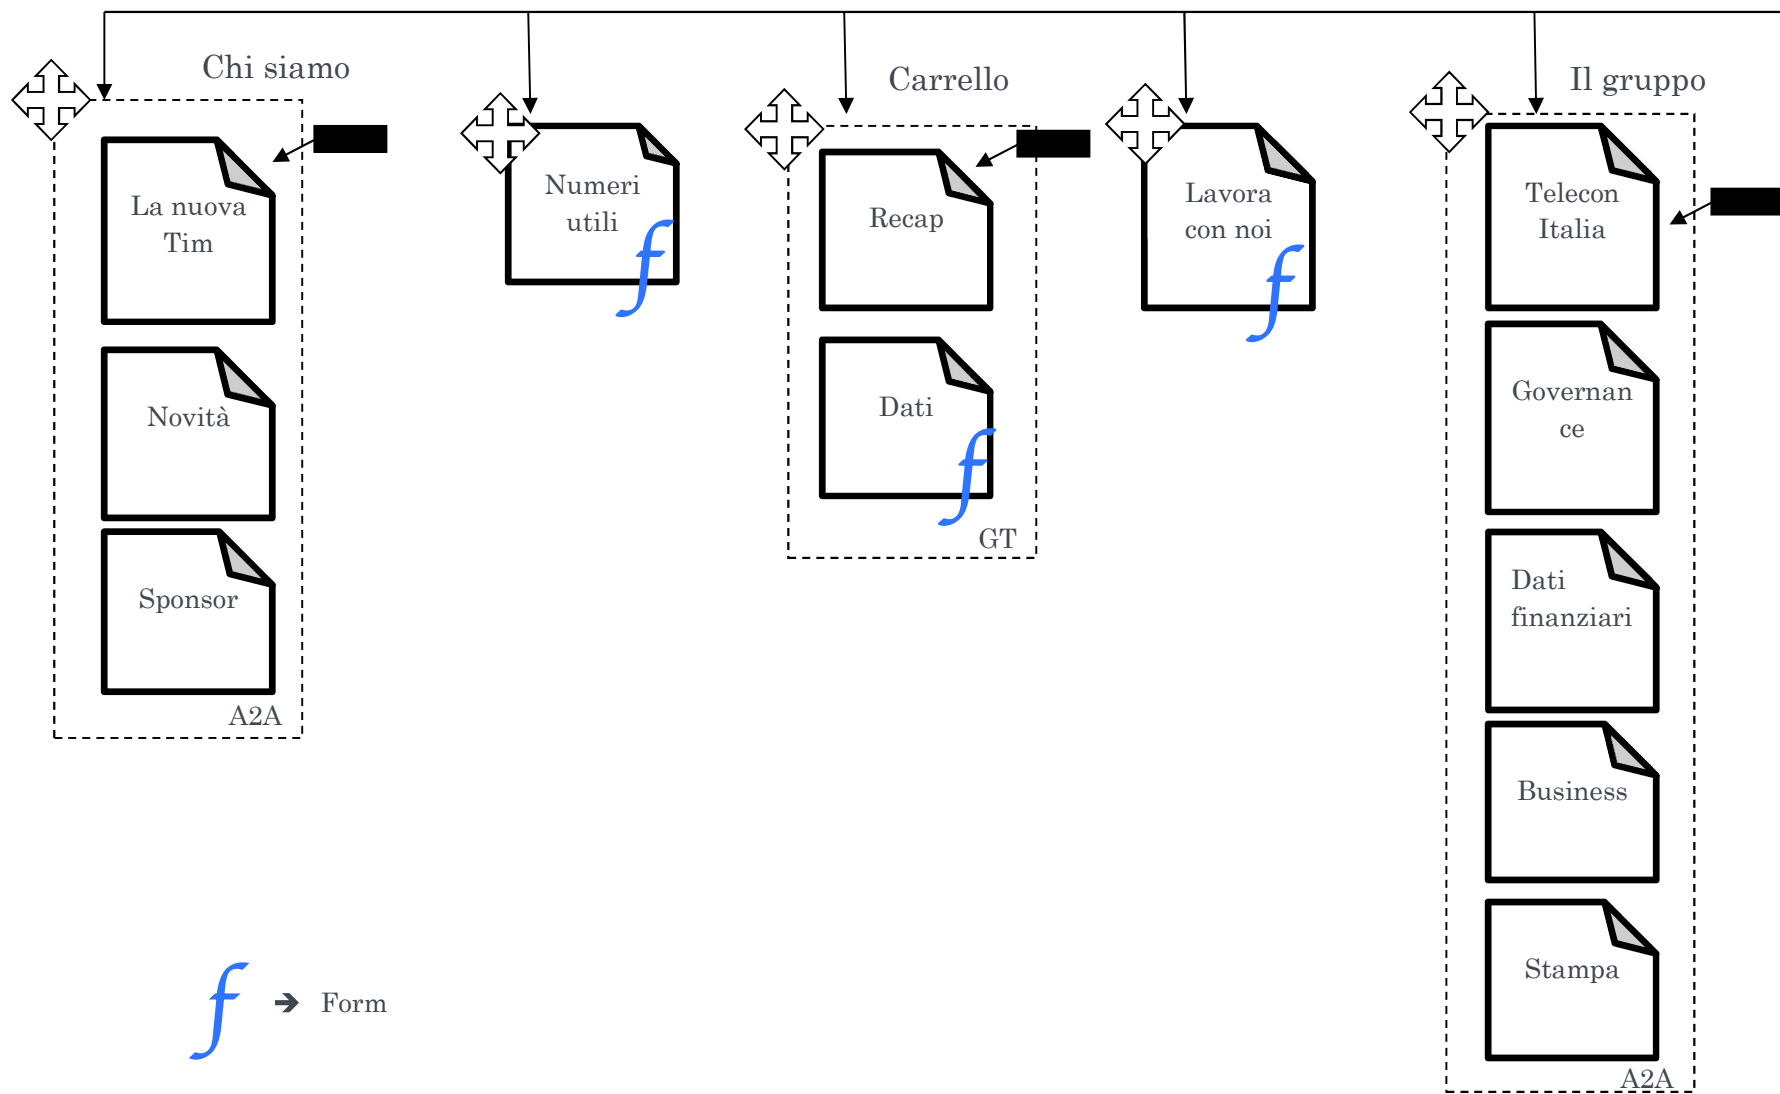 Chi siamo
La nuova
Tim
Novità
Sponsor
A2A
Numeri
utili
f
Carrello
Recap
Dati
f
GT
Lavora
con noi
f
Il gruppo
Telecon
Italia
Governan
ce
Dati
finanziari
Business
Stampa
A2A
f ➔ Form